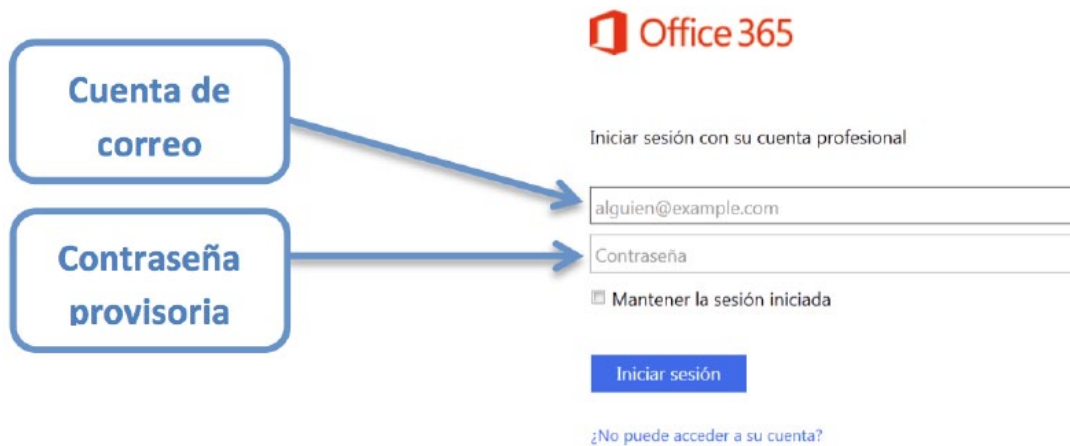 Cuenta de
correo
Contraseña
provisoria
Office 365
Iniciar sesión con su cuenta profesional
alguien@example.com
Contraseña
Mantener la sesión iniciada
Iniciar sesión
¿No puede acceder a su cuenta?